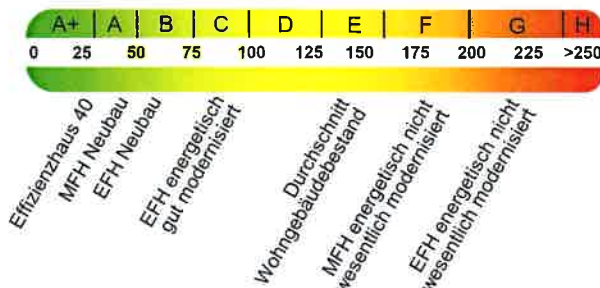 A+ A B C D E F G H
0 25 50 75 100 125 150 175 200 225 >250
Effizienzhaus 40
MFH Neubau
EFH Neubau
EFH energetisch
gut modernisiert
Durchschnitt
Wohngebäudebestand
MFH energetisch nicht
wesentlich modernisiert
EFH energetisch nicht
wesentlich modernisiert